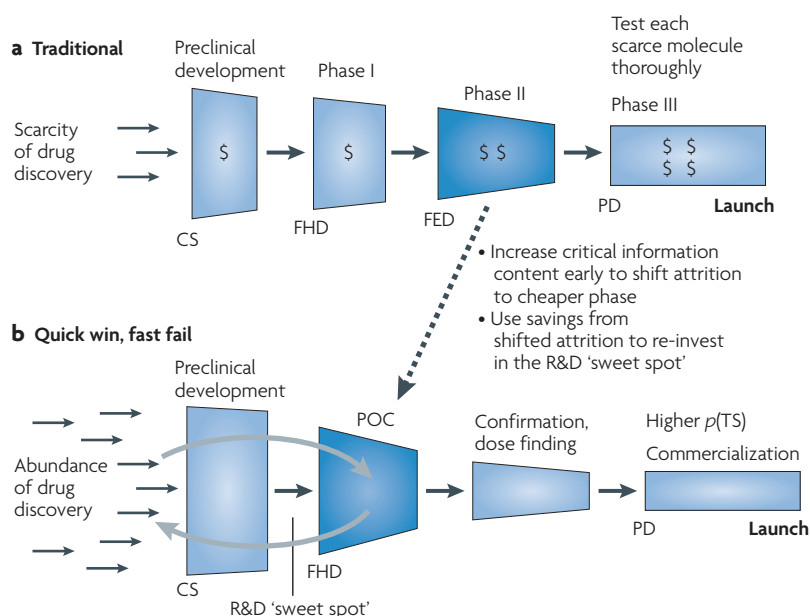 a Traditional
Scarcity
of drug
discovery
Preclinical
development
$
CS
Phase I
$
FHD
Phase II
$ $
FED
Test each
scarce molecule
thoroughly
Phase III
$ $
$ $
PD
Launch
• Increase critical information
content early to shift attrition
to cheaper phase
• Use savings from
shifted attrition to re-invest
in the R&D ‘sweet spot’
b Quick win, fast fail
Abundance
of drug
discovery
Preclinical
development
CS
R&D ‘sweet spot’
POC
FHD
Confirmation,
dose finding
Higher p(TS)
Commercialization
PD
Launch